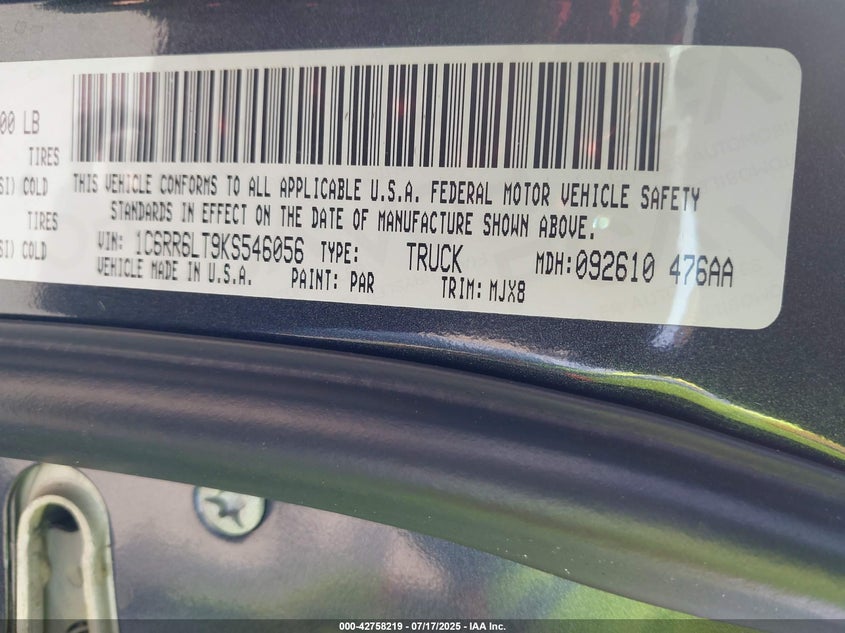 00 LB
TIRES
SI) COLD
TIRES
SI) COLD
THIS VEHICLE CONFORMS TO ALL APPLICABLE U.S.A. FEDERAL MOTOR VEHICLE SAFETY
STANDARDS IN EFFECT ON THE DATE OF MANUFACTURE SHOWN ABOVE.
VIN: 1C6RR6LT9KS546056 TYPE: TRUCK MDH:092610 476AA
VEHICLE MADE IN U.S.A. PAINT: PAR TRIM: MJX8
000-42758219 - 07/17/2025 - IAA Inc.